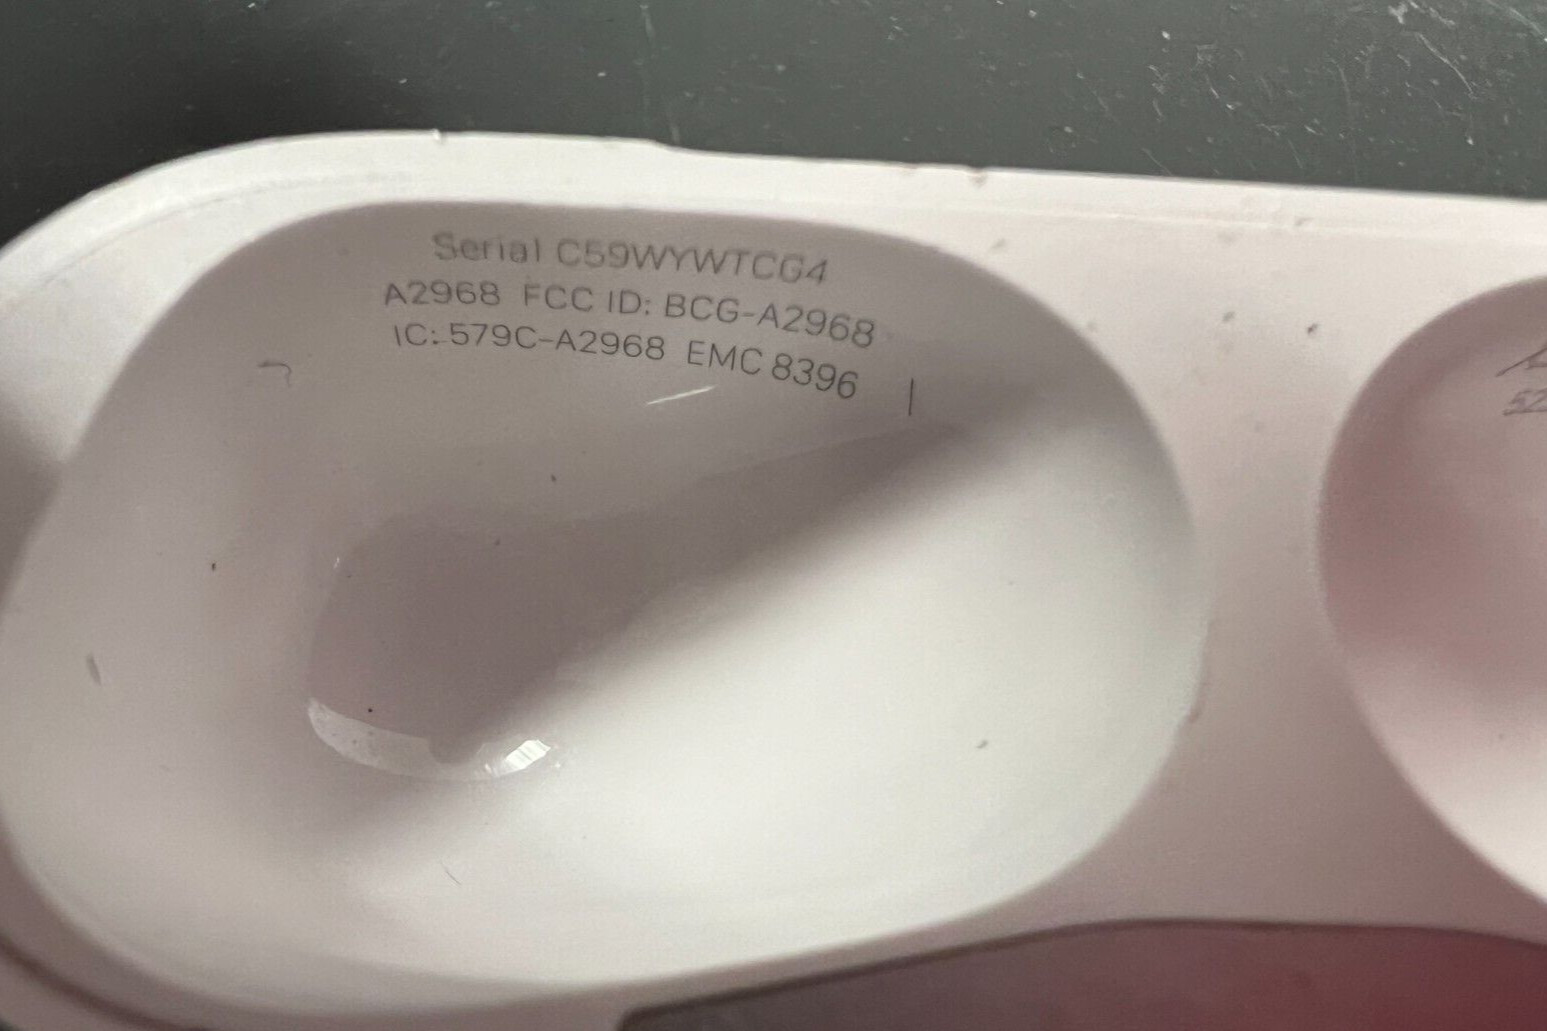 Serial C59WYWTCG4
A2968 FCC ID: BCG-A2968
IC: 579C-A2968 EMC 8396